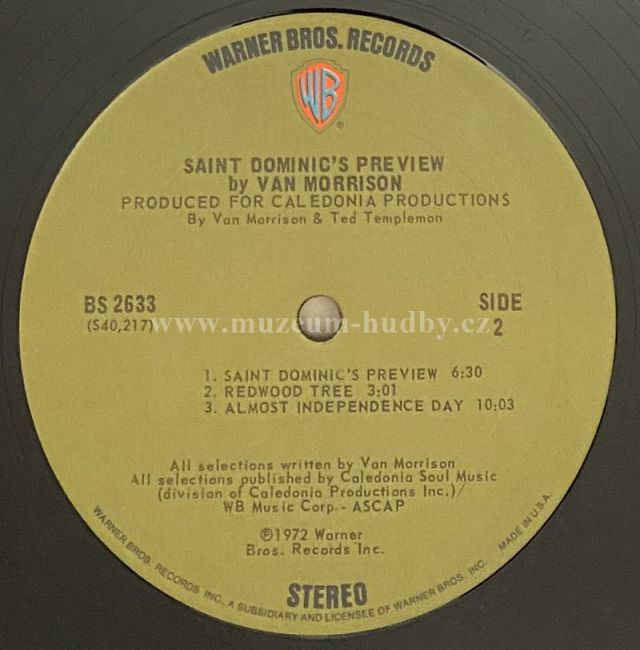 WARNER BROS. RECORDS
WB
®
SAINT DOMINIC'S PREVIEW
by VAN MORRISON
PRODUCED FOR CALEDONIA PRODUCTIONS
By Van Morrison & Ted Templeman
BS 2633
(S40,217)
SIDE
2
www.muzeum-hudby.cz
1. SAINT DOMINIC'S PREVIEW 6:30
2. REDWOOD TREE 3:01
3. ALMOST INDEPENDENCE DAY 10:03
All selections written by Van Morrison
All selections published by Caledonia Soul Music
(division of Caledonia Productions Inc.)/
WB Music Corp.- ASCAP
℗1972 Warner
Bros. Records Inc.
STEREO
WARNER BROS. RECORDS INC., A SUBSIDIARY AND LICENSEE OF WARNER BROS. INC. MADE IN U.S.A.